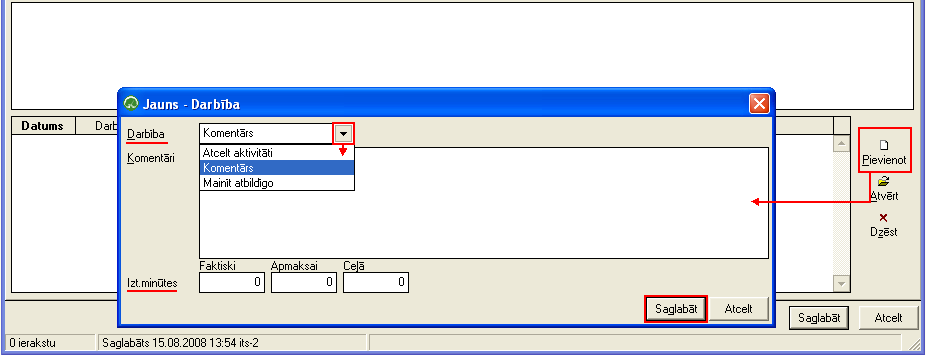 Jauns - Darbība
Datums Darb
Darbība Komentārs
Atcelt aktivitāti
Komentārs
Mainīt atbildīgo
Komentāri
Pievienot
Atvērt
Dzēst
Faktiski Apmaksai Ceļā
Izt.minūtes 0 0 0
Saglabāt Atcelt
Saglabāt Atcelt
0 ierakstu Saglabāts 15.08.2008 13:54 its-2